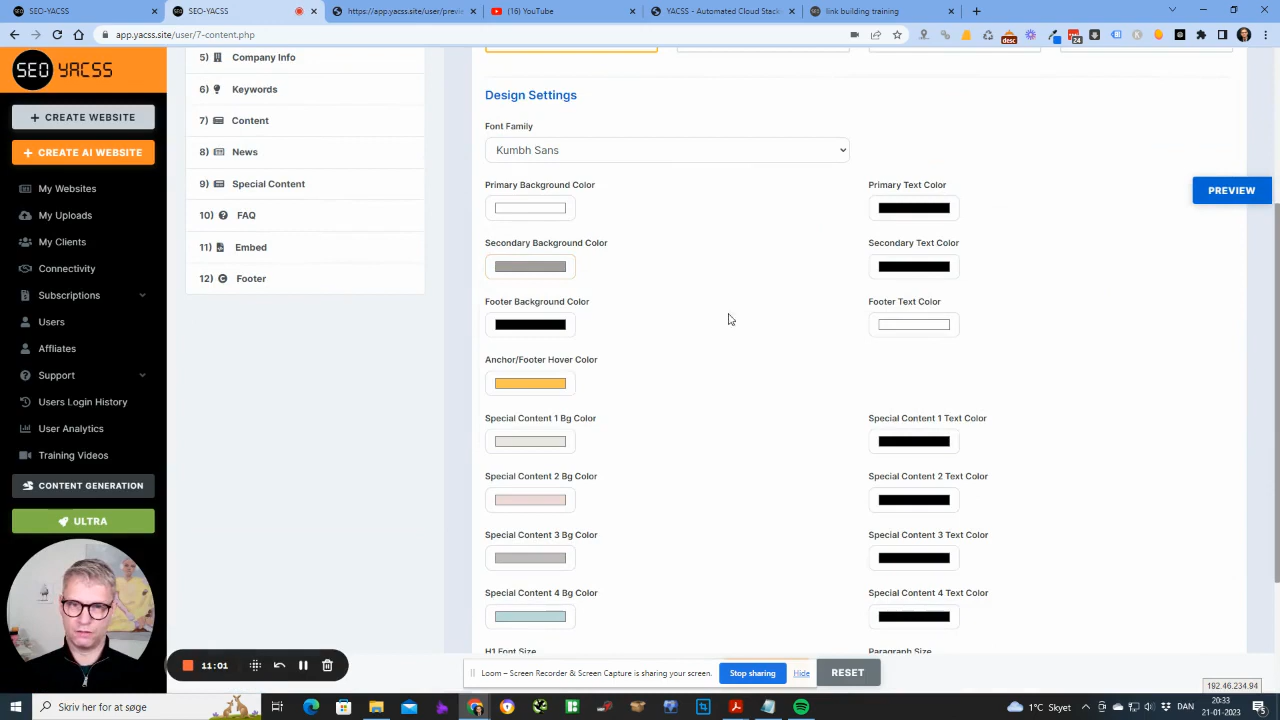 SEO-YACSS
SEO-YACSS
https://app.yacss.site/user/previ
(16) YouTube
YACSS - Automated Cloud Stack
link building training
app.yacss.site/user/7-content.php
desc
24
SEO YACSS
CREATE WEBSITE
CREATE AI WEBSITE
My Websites
My Uploads
My Clients
Connectivity
Subscriptions
Users
Affliates
Support
Users Login History
User Analytics
Training Videos
CONTENT GENERATION
ULTRA
5) Company Info
6) Keywords
7) Content
8) News
9) Special Content
10) FAQ
11) Embed
12) Footer
Design Settings
Font Family
Kumbh Sans
Primary Background Color
Primary Text Color
PREVIEW
Secondary Background Color
Secondary Text Color
Footer Background Color
Footer Text Color
Anchor/Footer Hover Color
Special Content 1 Bg Color
Special Content 1 Text Color
Special Content 2 Bg Color
Special Content 2 Text Color
Special Content 3 Bg Color
Special Content 3 Text Color
Special Content 4 Bg Color
Special Content 4 Text Color
H1 Font Size
Paragraph Size
11:01
Loom – Screen Recorder & Screen Capture is sharing your screen.
Stop sharing
Hide
RESET
192.46.234.94
Skriv her for at søge
1°C Skyet
DAN
20:33
21-01-2023